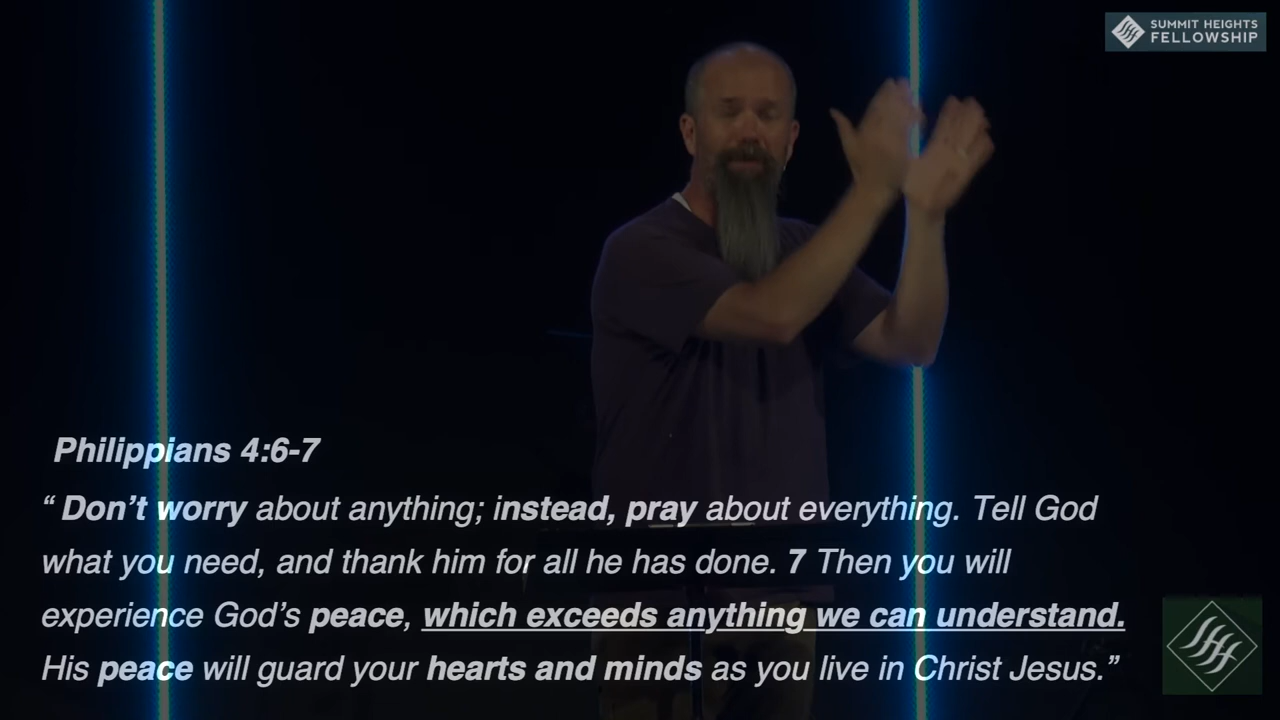 SUMMIT HEIGHTS
FELLOWSHIP
Philippians 4:6-7
“ Don’t worry about anything; instead, pray about everything. Tell God
what you need, and thank him for all he has done. 7 Then you will
experience God’s peace, which exceeds anything we can understand.
His peace will guard your hearts and minds as you live in Christ Jesus.”